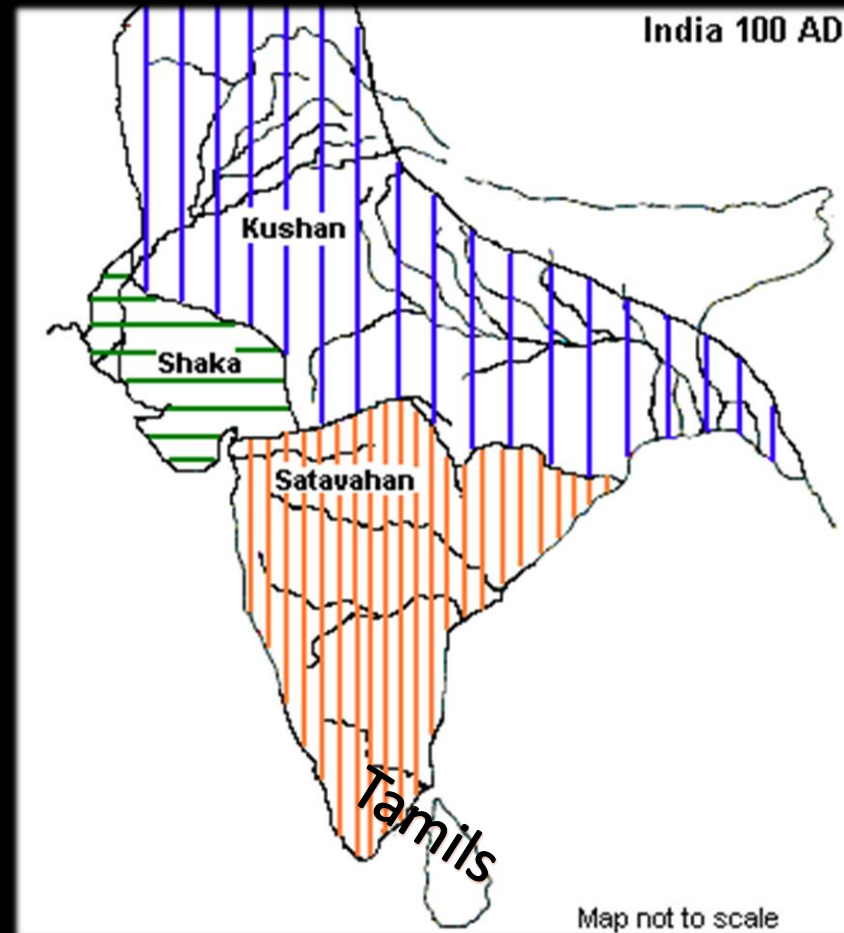 India 100 AD
Kushan
Shaka
Satavahan
Tamils
Map not to scale